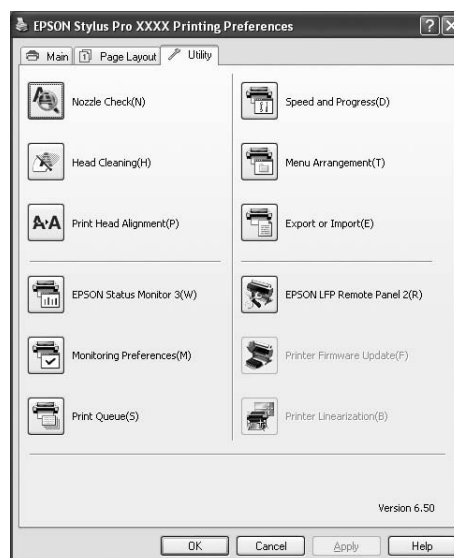 EPSON Stylus Pro XXXX Printing Preferences
Main
Page Layout
Utility
Nozzle Check(N)
Speed and Progress(D)
Head Cleaning(H)
Menu Arrangement(T)
Print Head Alignment(P)
Export or Import(E)
EPSON Status Monitor 3(W)
EPSON LFP Remote Panel 2(R)
Monitoring Preferences(M)
Printer Firmware Update(F)
Print Queue(S)
Printer Linearization(B)
Version 6.50
OK
Cancel
Apply
Help